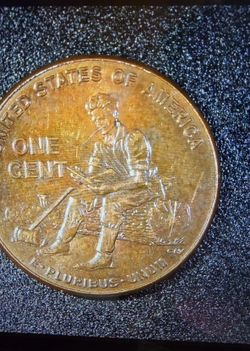 UNITED STATES OF AMERICA
ONE
CENT
E · PLURIBUS · UNUM